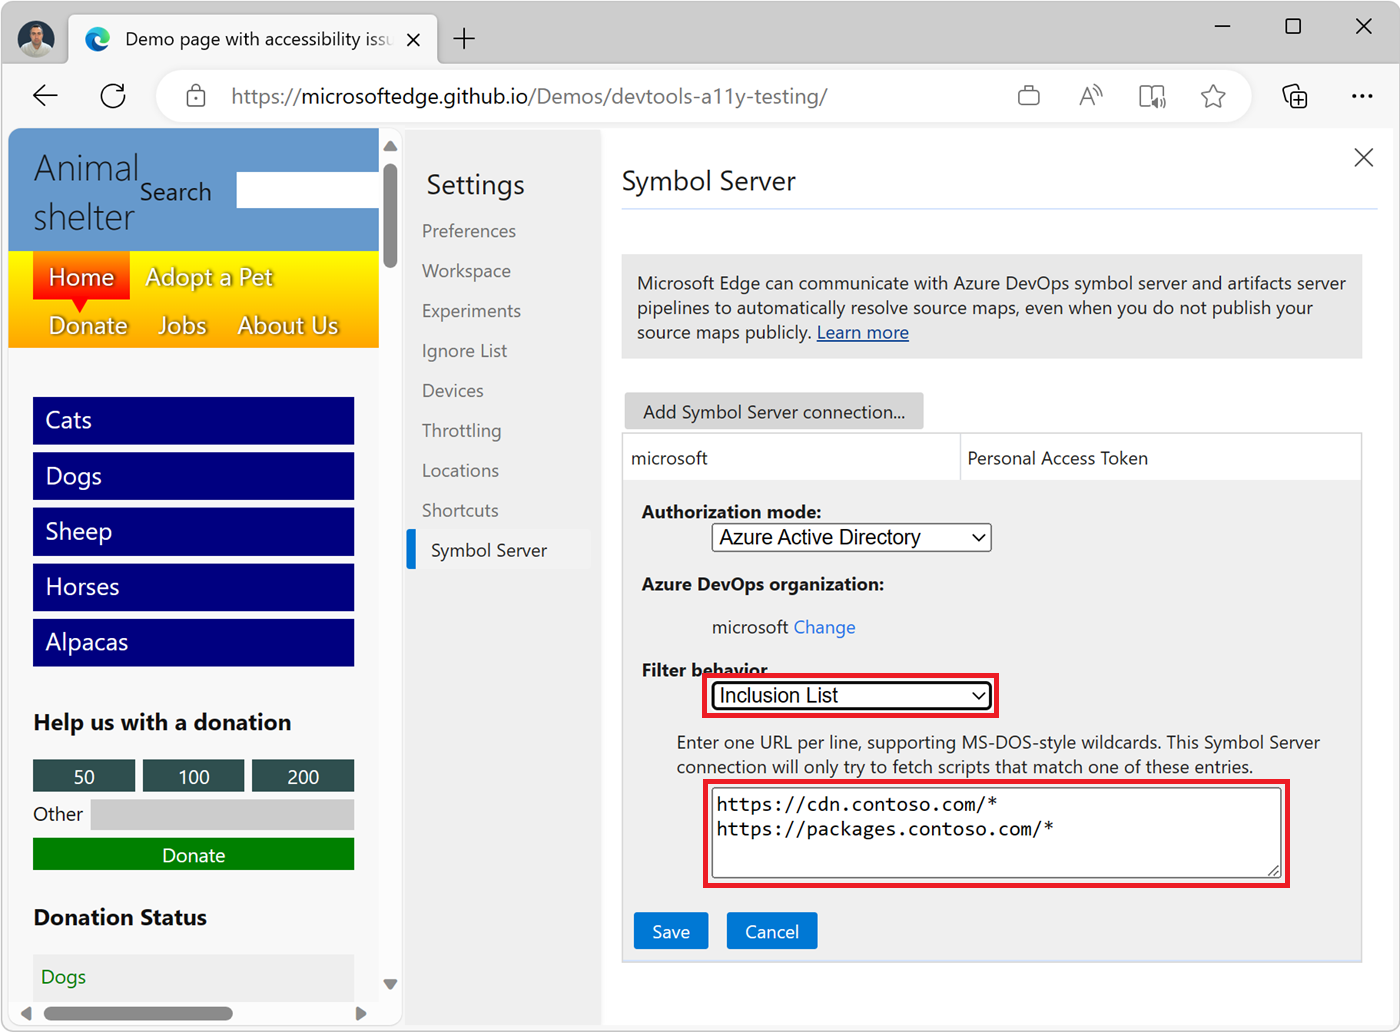 Demo page with accessibility issu
https://microsoftedge.github.io/Demos/devtools-a11y-testing/
Animal
shelter
Search
Home
Adopt a Pet
Donate
Jobs
About Us
Cats
Dogs
Sheep
Horses
Alpacas
Help us with a donation
50
100
200
Other
Donate
Donation Status
Dogs
Settings
Preferences
Workspace
Experiments
Ignore List
Devices
Throttling
Locations
Shortcuts
Symbol Server
Symbol Server
Microsoft Edge can communicate with Azure DevOps symbol server and artifacts server
pipelines to automatically resolve source maps, even when you do not publish your
source maps publicly. Learn more
Add Symbol Server connection...
microsoft
Personal Access Token
Authorization mode:
Azure Active Directory
Azure DevOps organization:
microsoft Change
Filter behavior
Inclusion List
Enter one URL per line, supporting MS-DOS-style wildcards. This Symbol Server
connection will only try to fetch scripts that match one of these entries.
https://cdn.contoso.com/*
https://packages.contoso.com/*
Save
Cancel